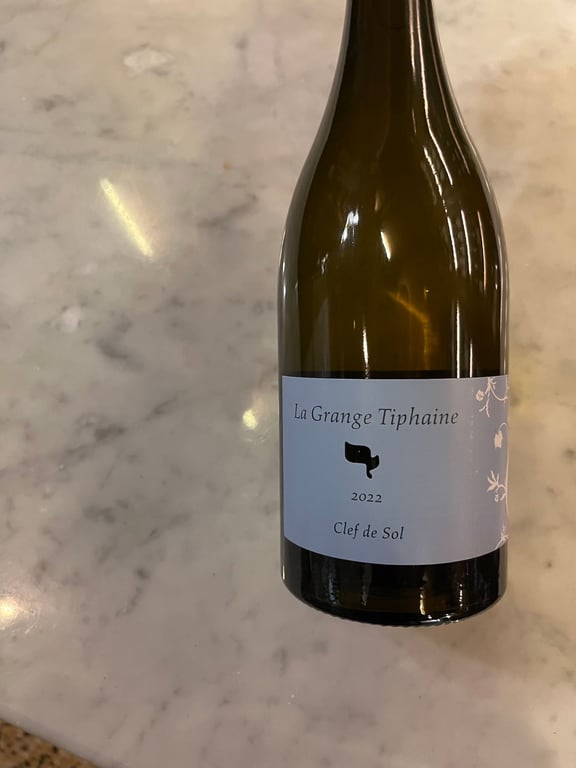 La Grange Tiphaine
2022
Clef de Sol